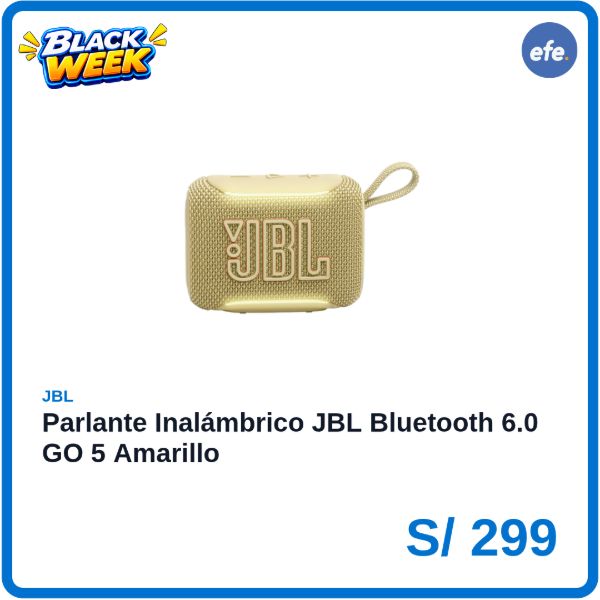 BLACK
WEEK
efe.
JBL
JBL
Parlante Inalámbrico JBL Bluetooth 6.0
GO 5 Amarillo
S/ 299